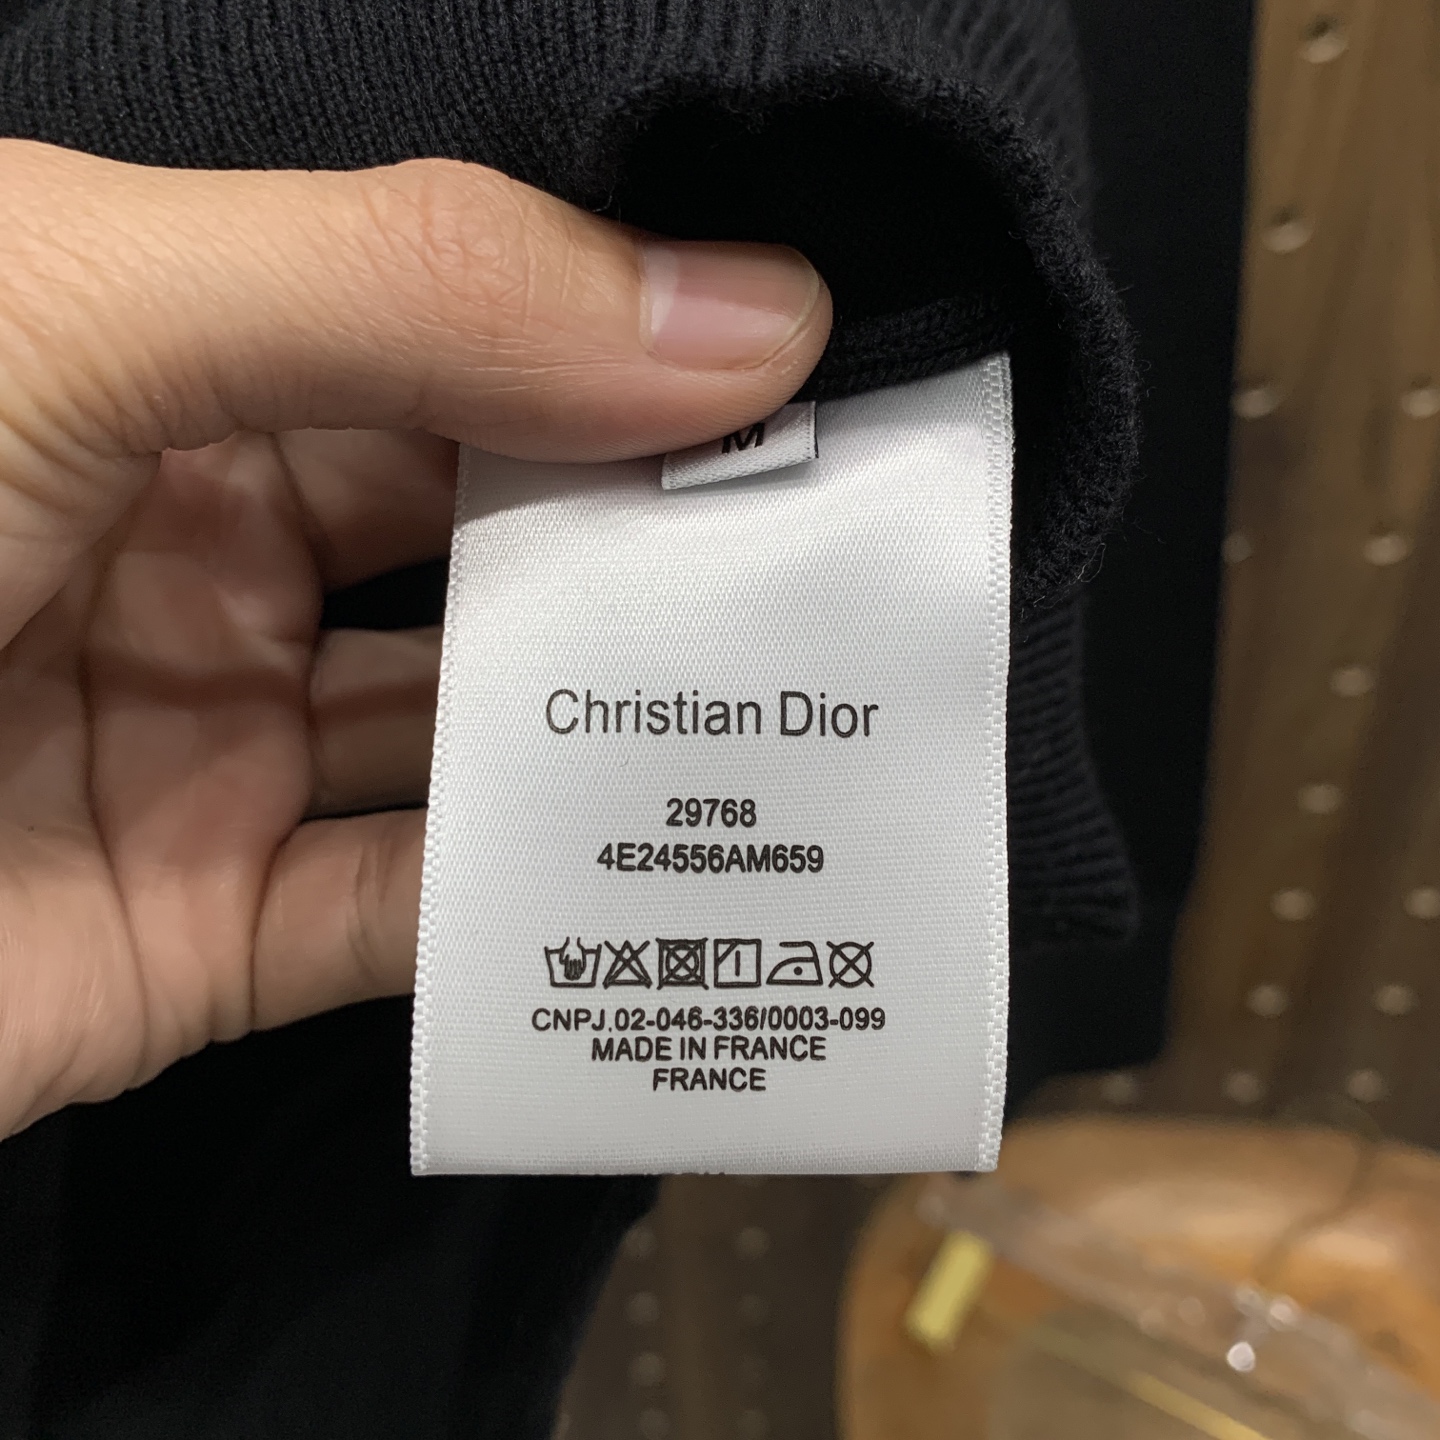 M
Christian Dior
29768
4E24556AM659
CNPJ.02-046-336/0003-099
MADE IN FRANCE
FRANCE